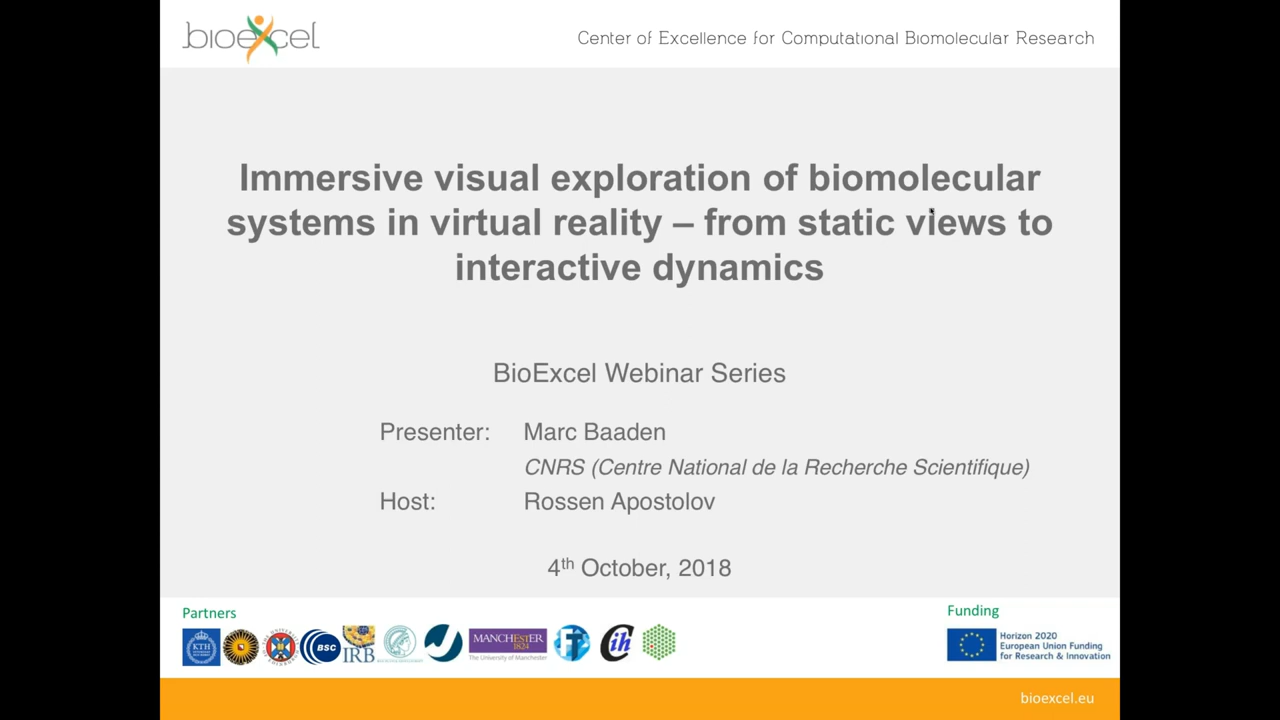 bioexcel
Center of Excellence for Computational Biomolecular Research
Immersive visual exploration of biomolecular
systems in virtual reality – from static views to
interactive dynamics
BioExcel Webinar Series
Presenter: Marc Baaden
CNRS (Centre National de la Recherche Scientifique)
Host: Rossen Apostolov
4th October, 2018
Partners
Funding
KTH
BSC
IRB
MANCHESTER
1824
The University of Manchester
Horizon 2020
European Union Funding
for Research & Innovation
bioexcel.eu